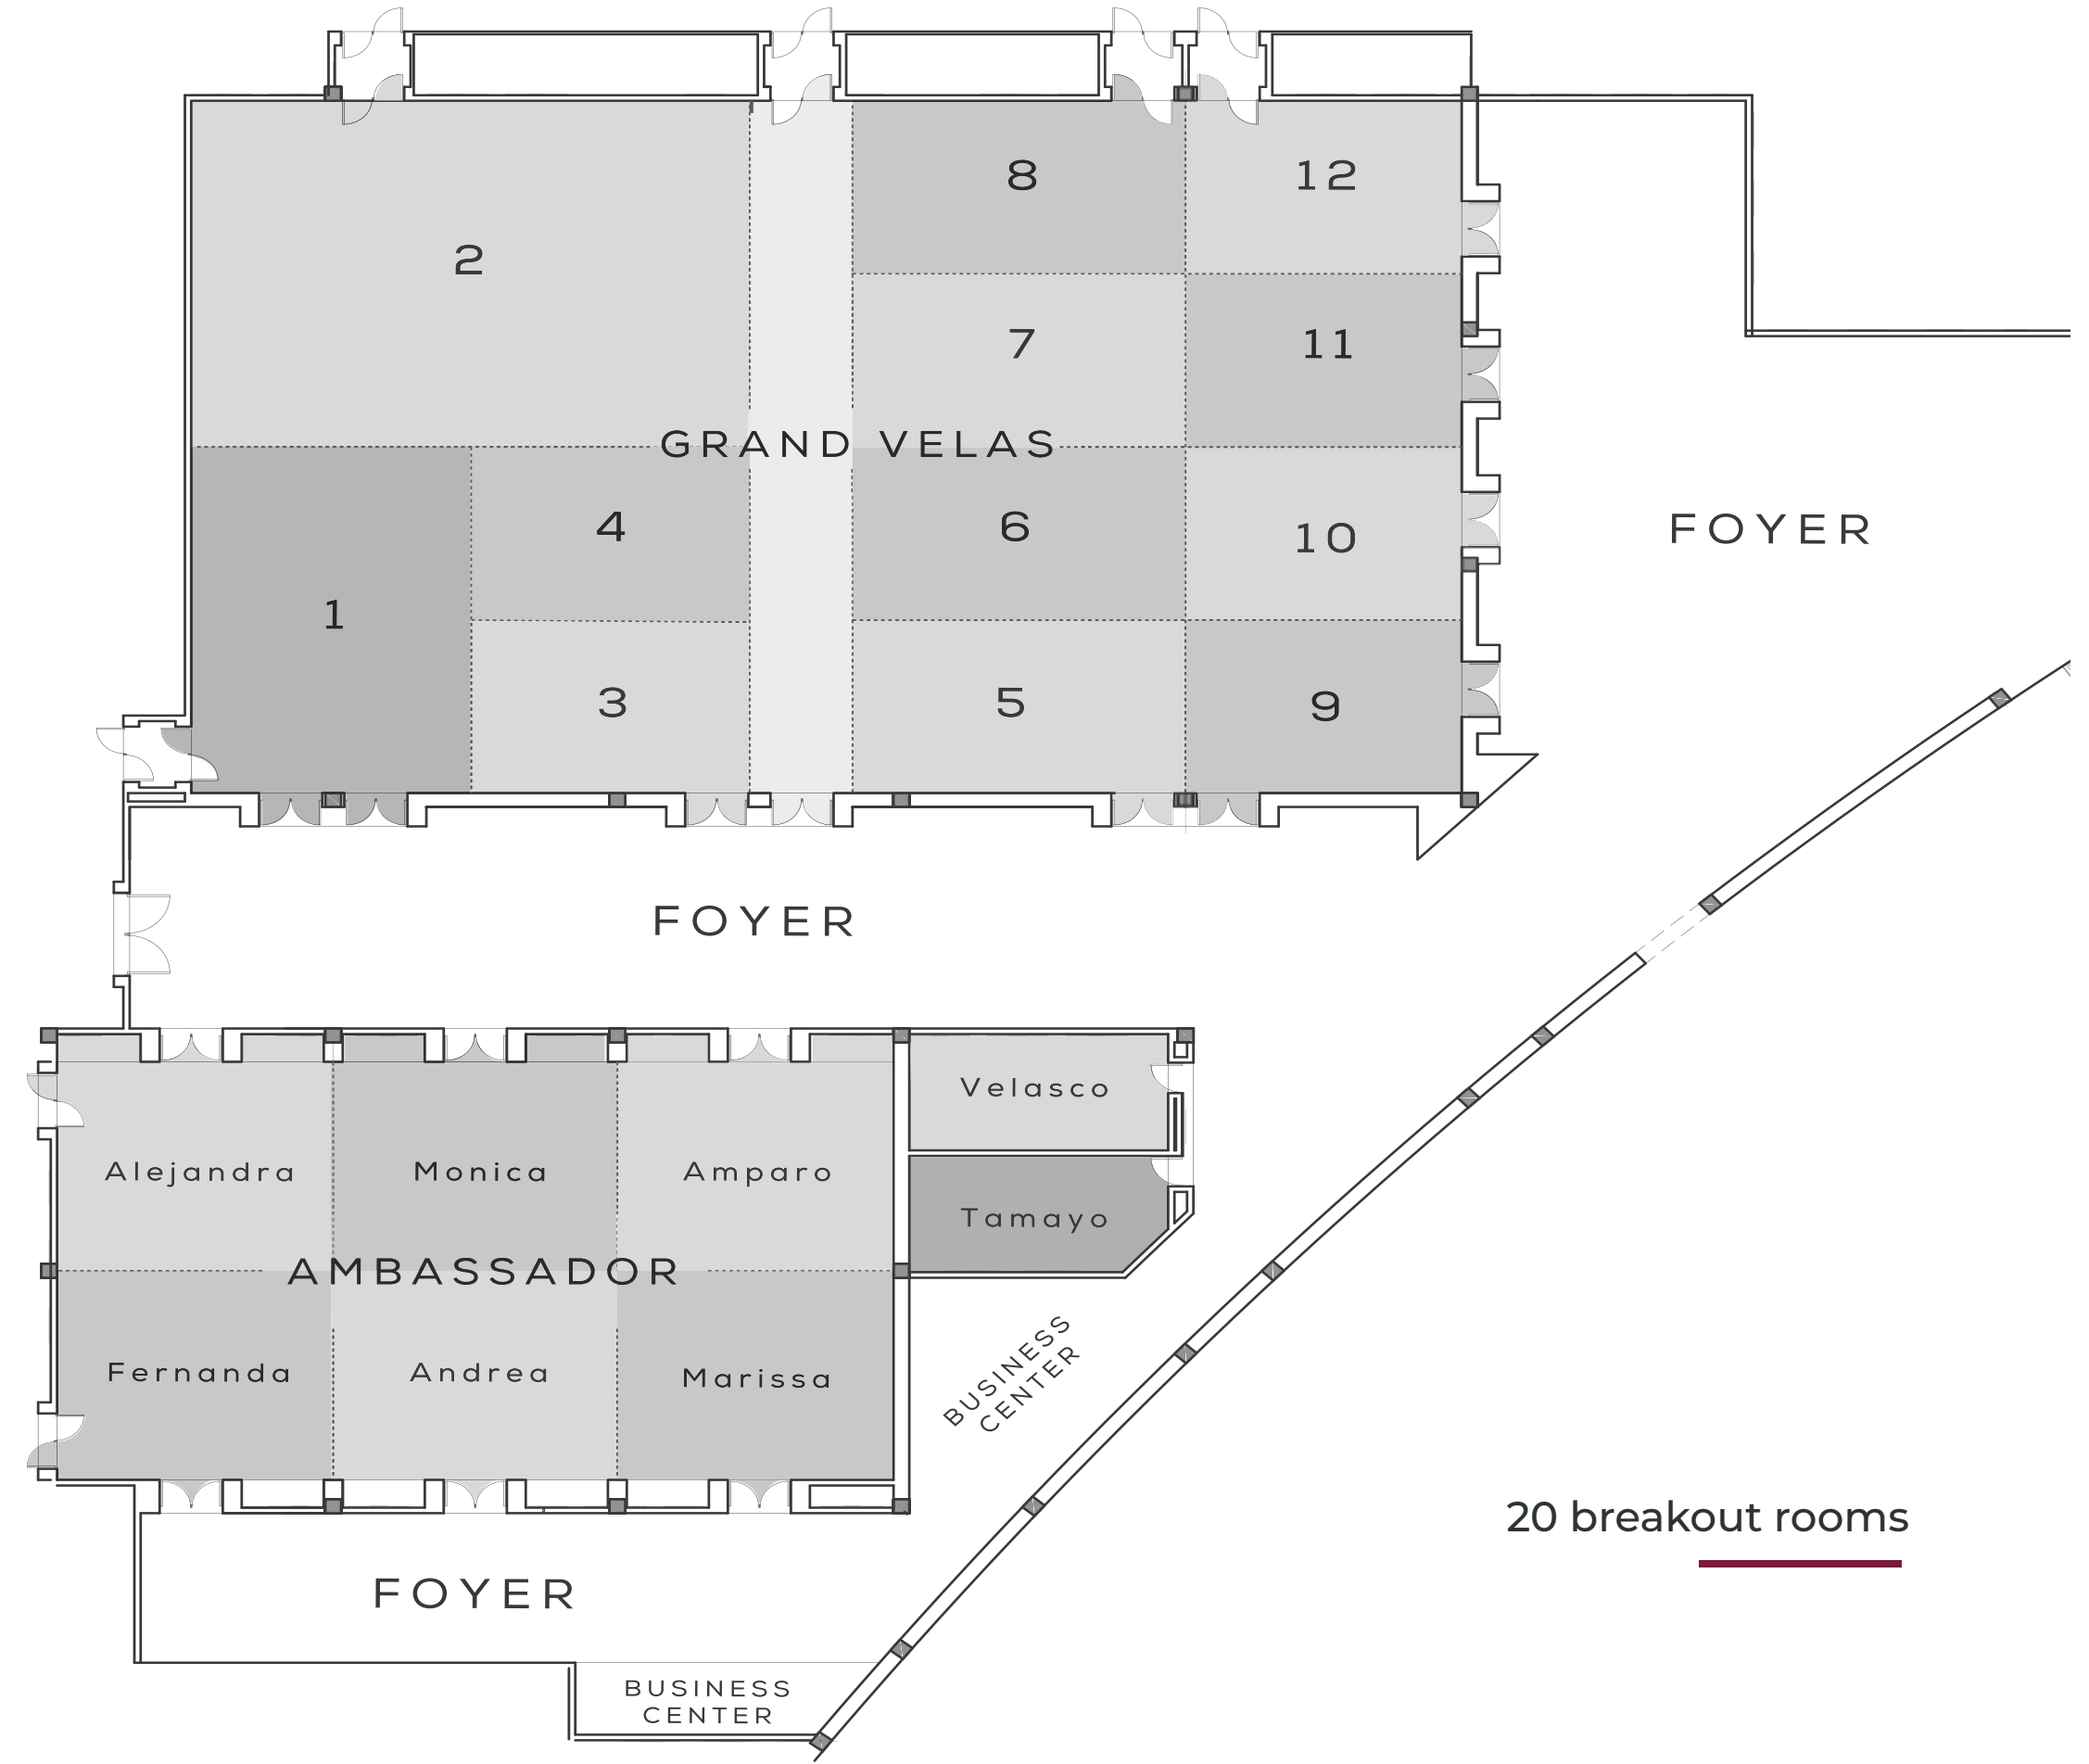 8
12
2
7
11
GRAND VELAS
4
6
10
FOYER
1
3
5
9
FOYER
Velasco
Alejandra
Monica
Amparo
Tamayo
AMBASSADOR
Fernanda
Andrea
Marissa
BUSINESS
CENTER
20 breakout rooms
FOYER
BUSINESS
CENTER